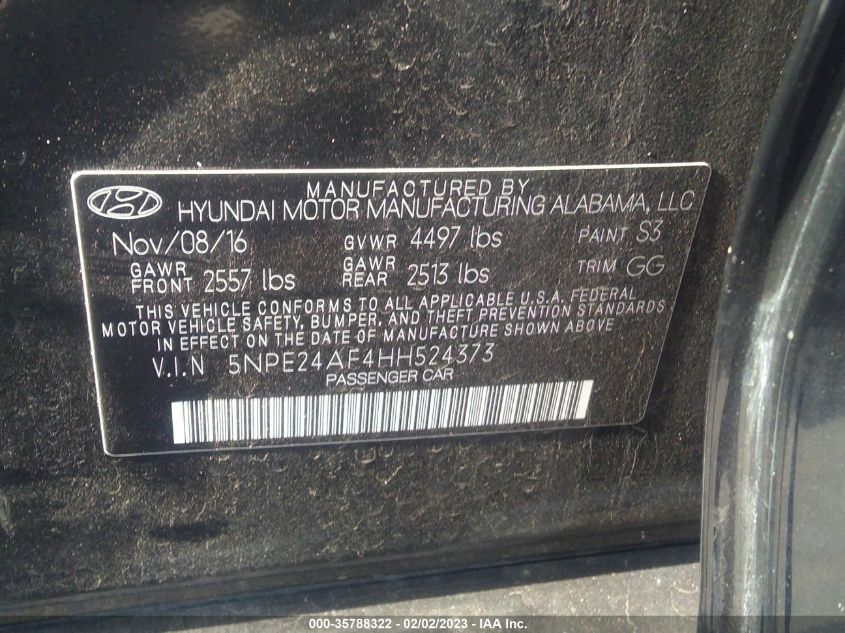 MANUFACTURED BY
HYUNDAI MOTOR MANUFACTURING ALABAMA, LLC
Nov/08/16 GVWR 4497 lbs PAINT S3
GAWR FRONT 2557 lbs GAWR REAR 2513 lbs TRIM GG
THIS VEHICLE CONFORMS TO ALL APPLICABLE U.S.A. FEDERAL
MOTOR VEHICLE SAFETY, BUMPER, AND THEFT PREVENTION STANDARDS
IN EFFECT ON THE DATE OF MANUFACTURE SHOWN ABOVE
V.I.N 5NPE24AF4HH524373
PASSENGER CAR
000-35788322 - 02/02/2023 - IAA Inc.